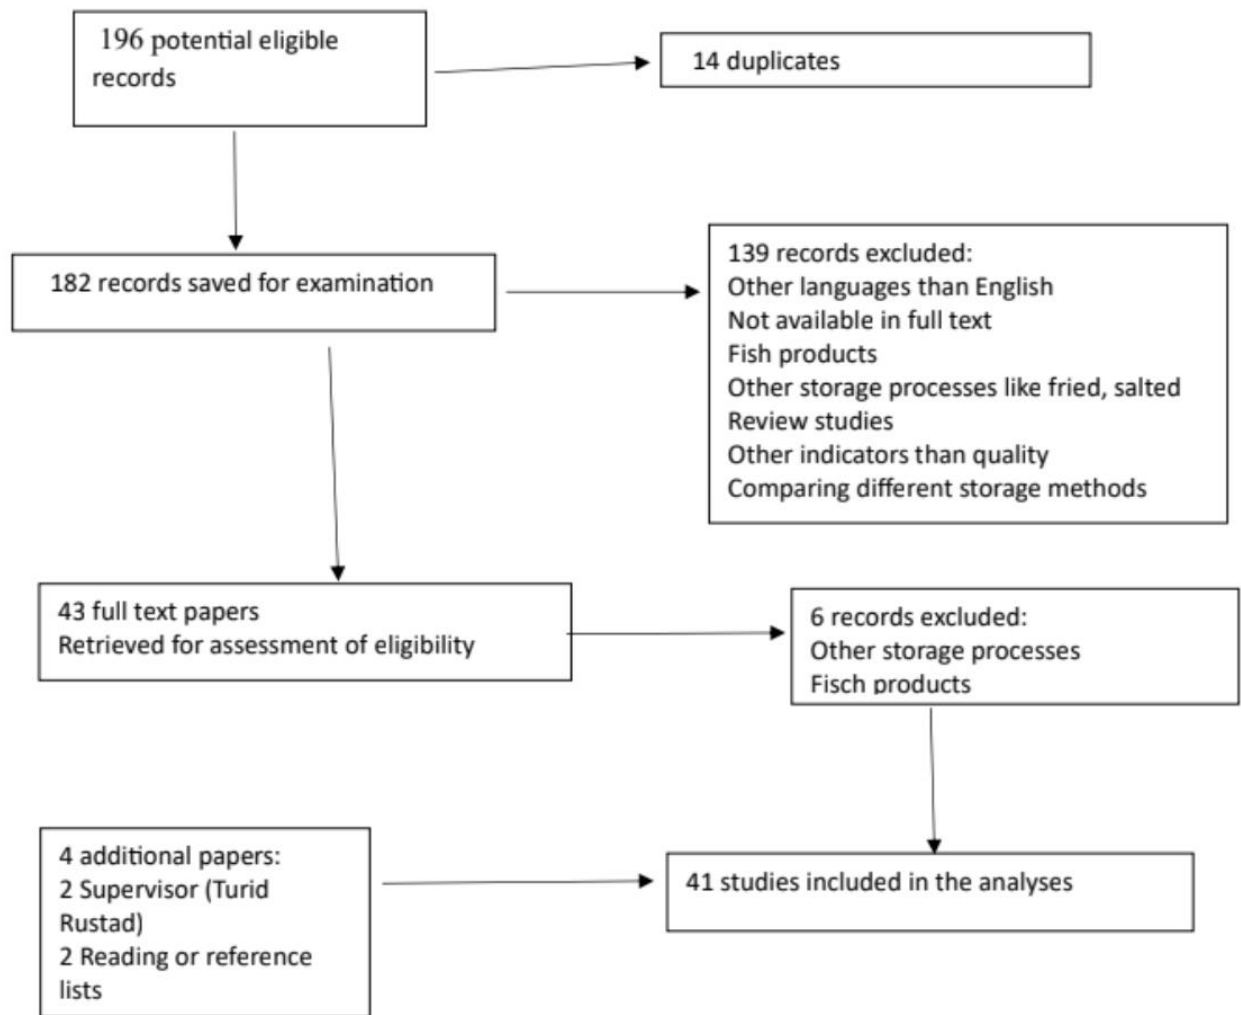 196 potential eligible
records
14 duplicates
182 records saved for examination
139 records excluded:
Other languages than English
Not available in full text
Fish products
Other storage processes like fried, salted
Review studies
Other indicators than quality
Comparing different storage methods
43 full text papers
Retrieved for assessment of eligibility
6 records excluded:
Other storage processes
Fisch products
4 additional papers:
2 Supervisor (Turid
Rustad)
2 Reading or reference
lists
41 studies included in the analyses